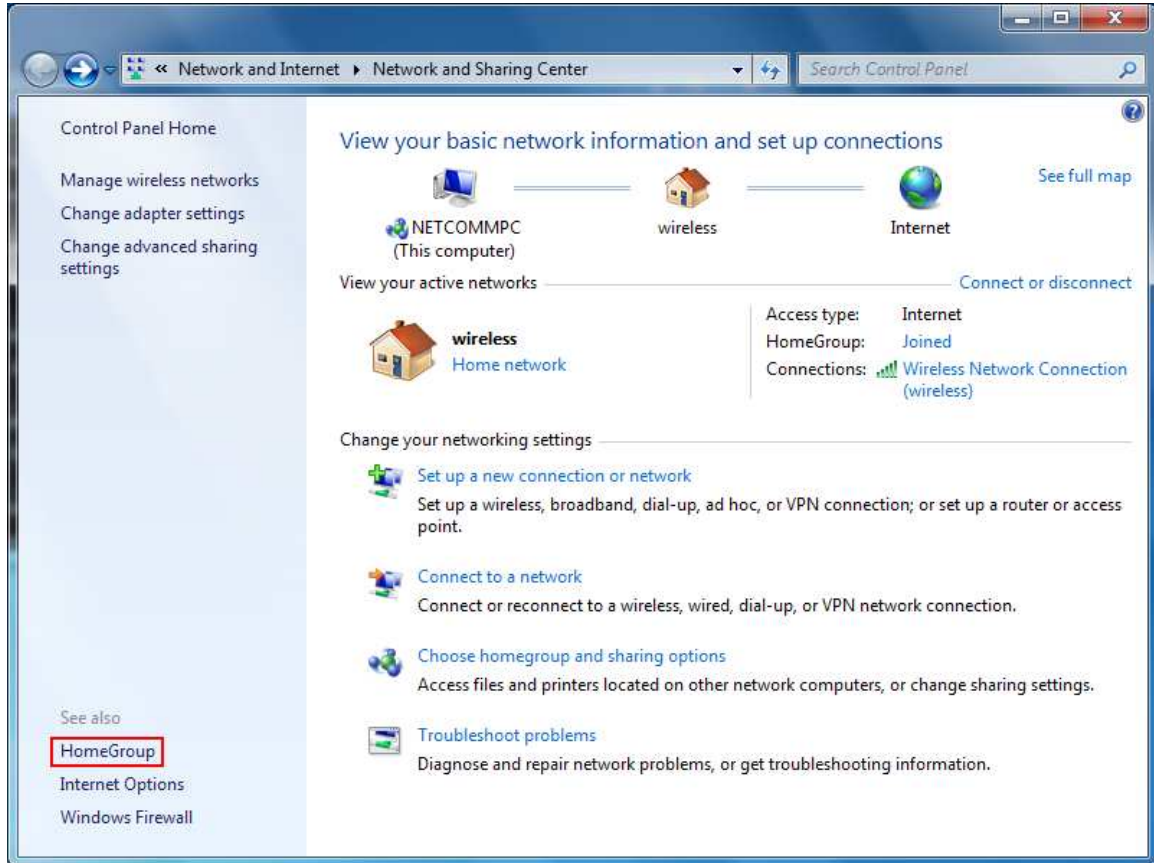 « Network and Internet ▸ Network and Sharing Center
Search Control Panel
Control Panel Home
Manage wireless networks
Change adapter settings
Change advanced sharing
settings
See also
HomeGroup
Internet Options
Windows Firewall
View your basic network information and set up connections
See full map
NETCOMMPC
(This computer)
wireless
Internet
View your active networks
Connect or disconnect
wireless
Home network
Access type: Internet
HomeGroup: Joined
Connections: Wireless Network Connection
(wireless)
Change your networking settings
Set up a new connection or network
Set up a wireless, broadband, dial-up, ad hoc, or VPN connection; or set up a router or access
point.
Connect to a network
Connect or reconnect to a wireless, wired, dial-up, or VPN network connection.
Choose homegroup and sharing options
Access files and printers located on other network computers, or change sharing settings.
Troubleshoot problems
Diagnose and repair network problems, or get troubleshooting information.